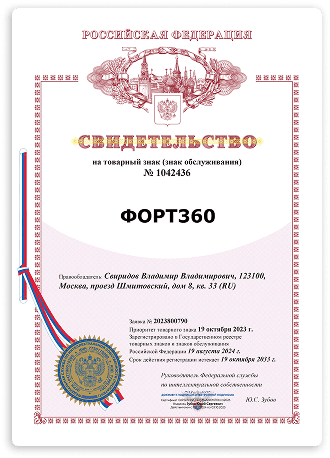 РОССИЙСКАЯ ФЕДЕРАЦИЯ
СВИДЕТЕЛЬСТВО
на товарный знак (знак обслуживания)
№ 1042436
ФОРТ360
Правообладатель: Свиридов Владимир Владимирович, 123100,
Москва, проезд Шмитовский, дом 8, кв. 33 (RU)
Заявка № 2023800790
Приоритет товарного знака 19 октября 2023 г.
Зарегистрировано в Государственном реестре
товарных знаков и знаков обслуживания
Российской Федерации 19 августа 2024 г.
Срок действия регистрации истекает 19 октября 2033 г.
Руководитель Федеральной службы
по интеллектуальной собственности
Ю.С. Зубов